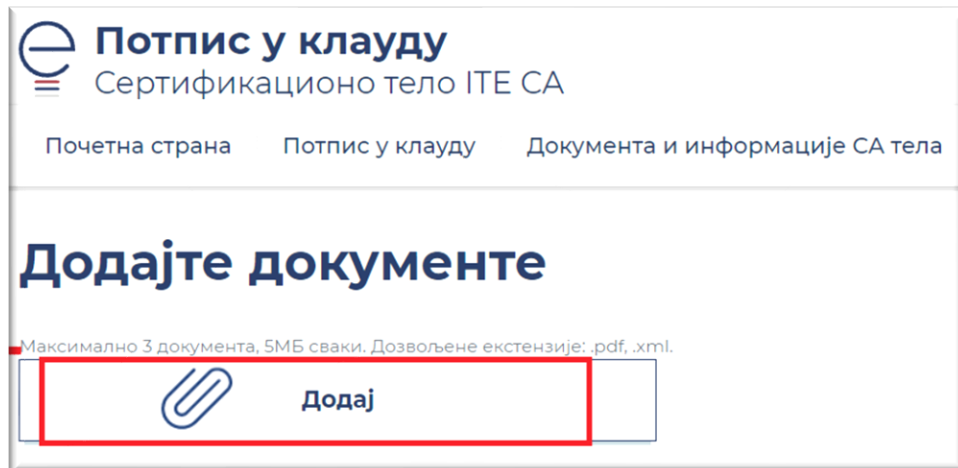 Потпис у клауду
Сертификационо тело ITE CA
Почетна страна Потпис у клауду Документа и информације СА тела
Додајте документе
Максимално 3 документа, 5МБ сваки. Дозвољене екстензије: .pdf, .xml.
Додај